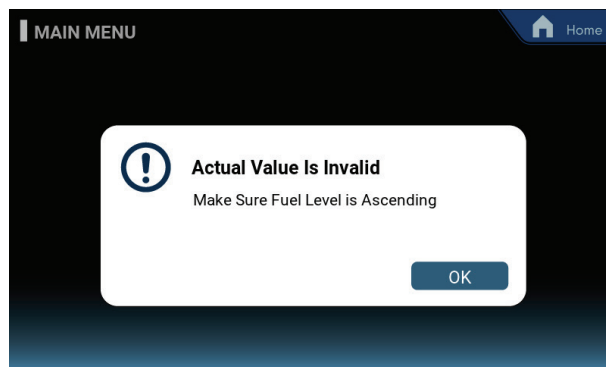 MAIN MENU
Home
Actual Value Is Invalid
Make Sure Fuel Level is Ascending
OK